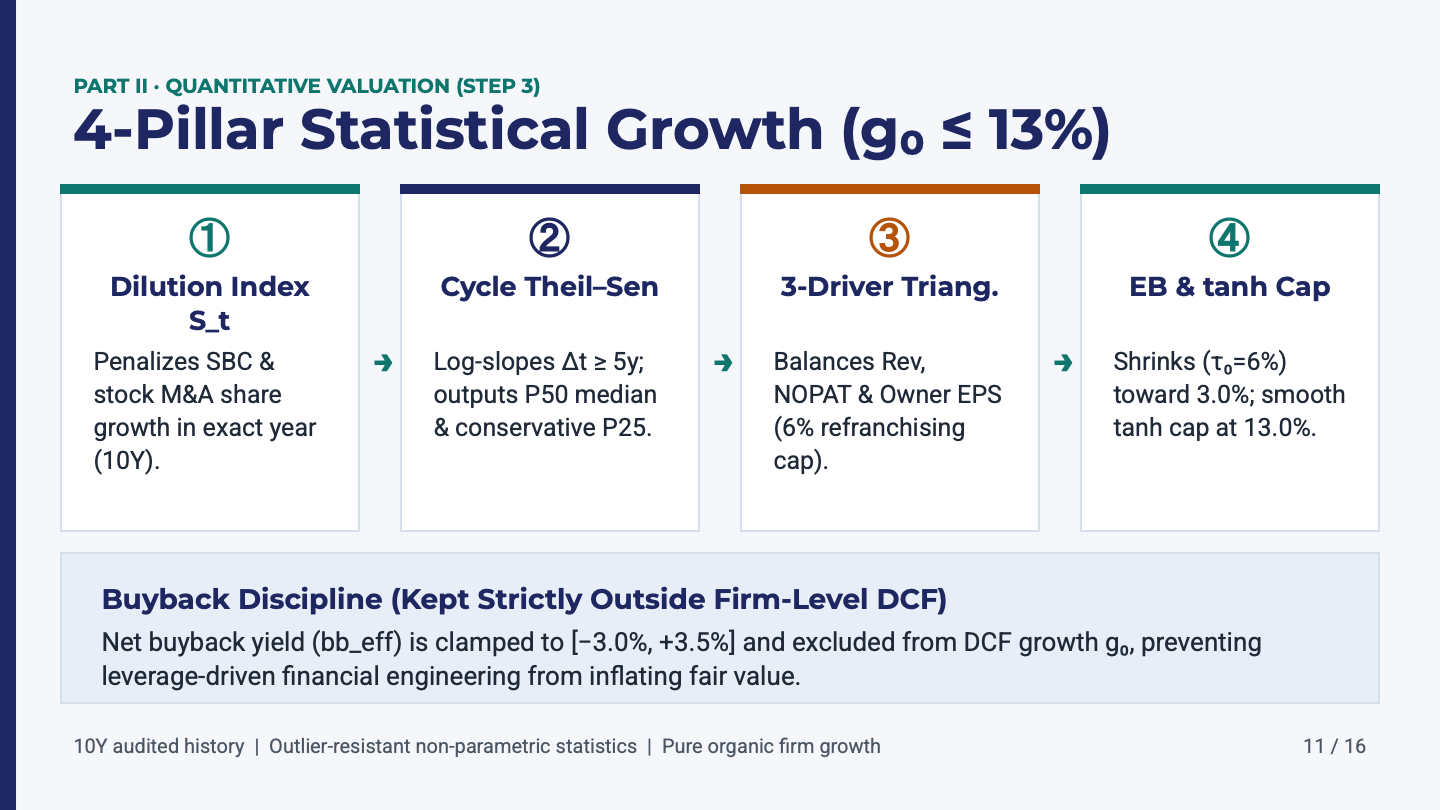 PART II · QUANTITATIVE VALUATION (STEP 3)
4-Pillar Statistical Growth (g₀ ≤ 13%)
①
Dilution Index
S_t
Penalizes SBC &
stock M&A share
growth in exact year
(10Y).
➔
②
Cycle Theil–Sen
Log-slopes Δt ≥ 5y;
outputs P50 median
& conservative P25.
➔
③
3-Driver Triang.
Balances Rev,
NOPAT & Owner EPS
(6% refranchising
cap).
➔
④
EB & tanh Cap
Shrinks (τ₀=6%)
toward 3.0%; smooth
tanh cap at 13.0%.
Buyback Discipline (Kept Strictly Outside Firm-Level DCF)
Net buyback yield (bb_eff) is clamped to [−3.0%, +3.5%] and excluded from DCF growth g₀, preventing
leverage-driven financial engineering from inflating fair value.
10Y audited history | Outlier-resistant non-parametric statistics | Pure organic firm growth
11 / 16